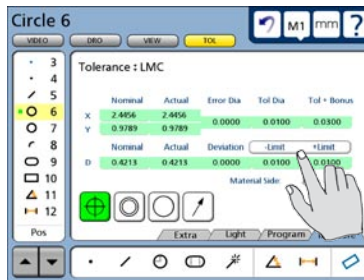 Circle 6
M1 mm ?
VIDEO DRO VIEW TOL
3
4
5
6
7
8
9
10
11
12
Pos
Tolerance : LMC
Nominal Actual Error Dia Tol Dia Tol + Bonus
X 2.4456 2.4456 0.0000 0.0100 0.0300
Y 0.9789 0.9789
Nominal Actual Deviation -Limit +Limit
D 0.4213 0.4213 0.0000 0.0100 0.0100
Material Side:
Extra Light Program